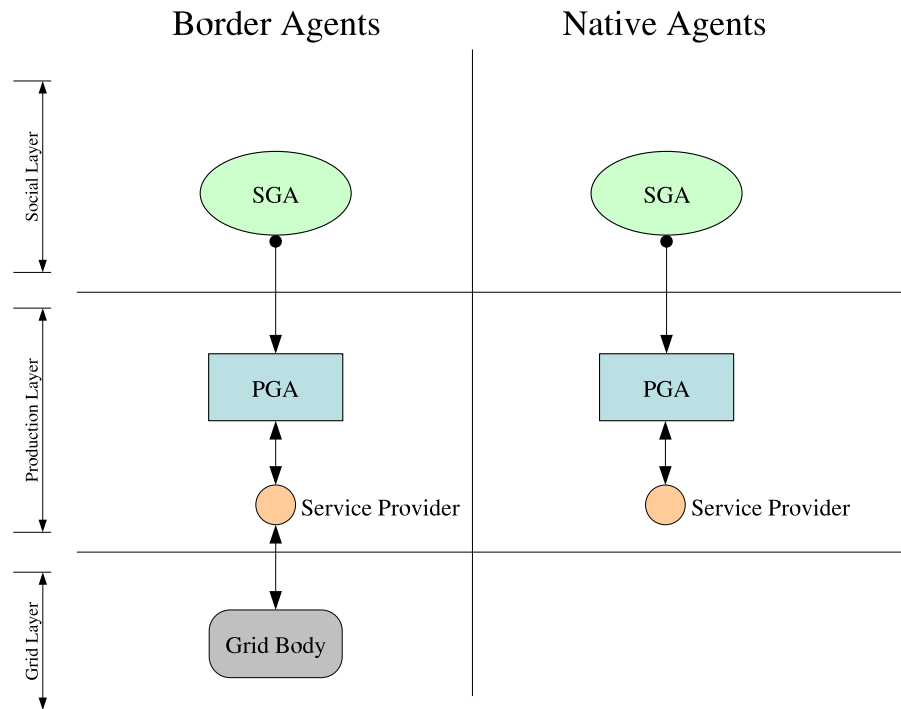 Border Agents
Native Agents
Social Layer
SGA
SGA
Production Layer
PGA
PGA
Service Provider
Service Provider
Grid Layer
Grid Body